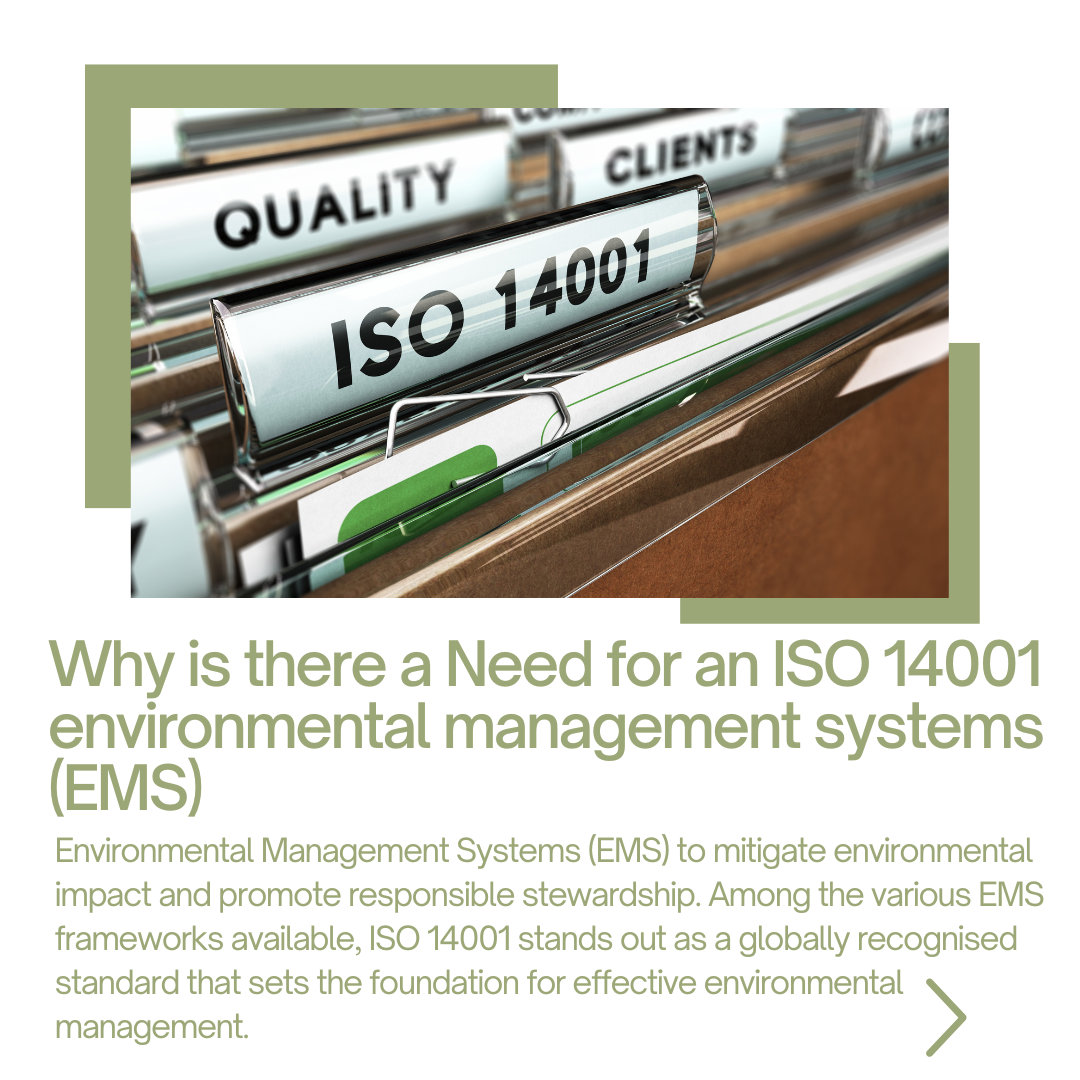 QUALITY
CLIENTS
ISO 14001
Why is there a Need for an ISO 14001
environmental management systems
(EMS)
Environmental Management Systems (EMS) to mitigate environmental
impact and promote responsible stewardship. Among the various EMS
frameworks available, ISO 14001 stands out as a globally recognised
standard that sets the foundation for effective environmental
management.